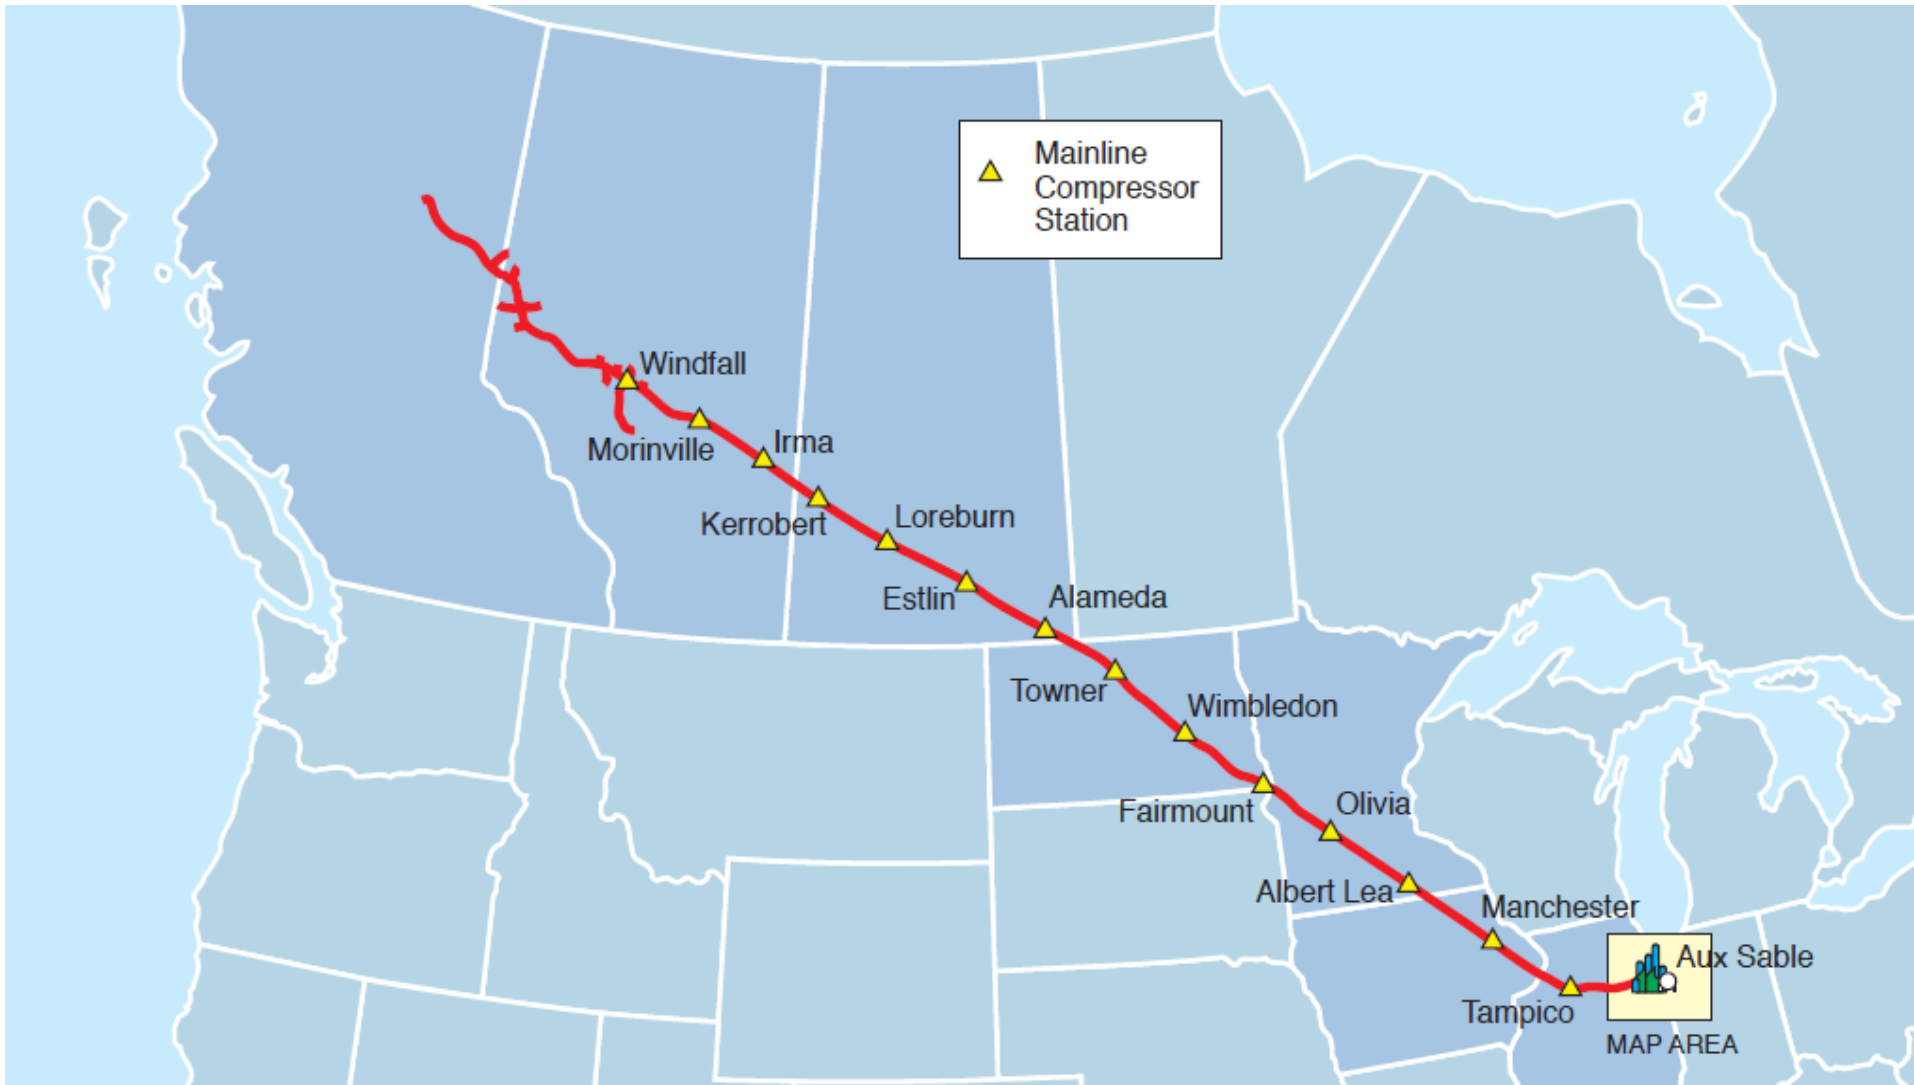 Mainline
Compressor
Station
Windfall
Morinville
Irma
Kerrobert
Loreburn
Estlin
Alameda
Towner
Wimbledon
Fairmount
Olivia
Albert Lea
Manchester
Aux Sable
Tampico
MAP AREA